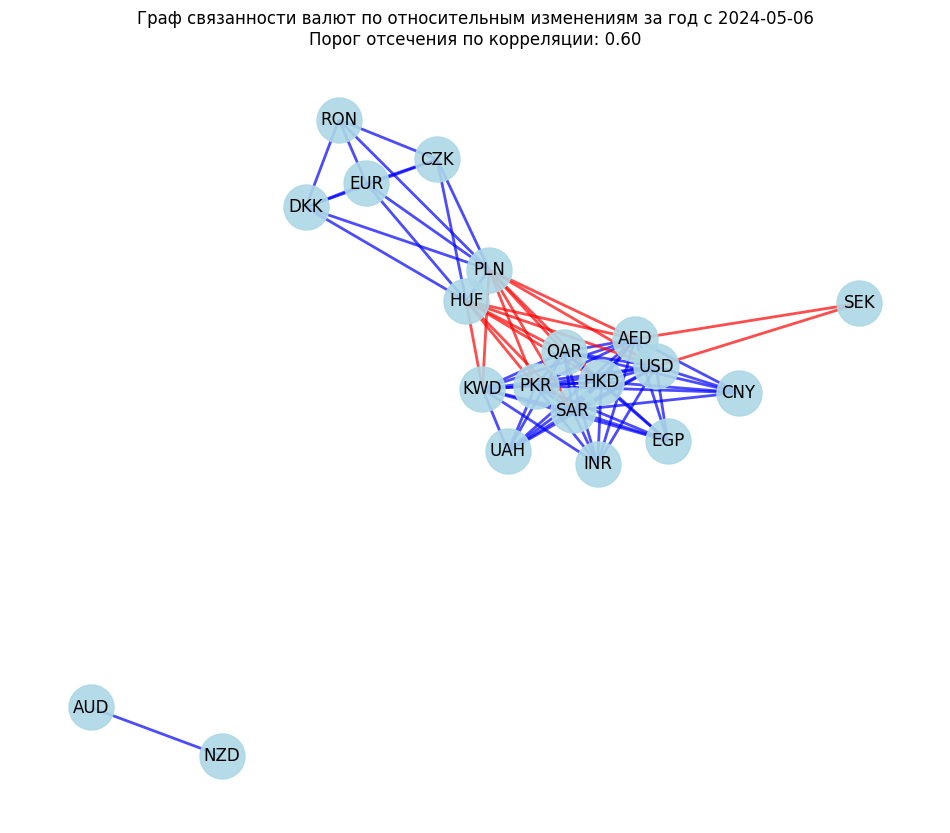 Граф связанности валют по относительным изменениям за год с 2024-05-06
Порог отсечения по корреляции: 0.60
RON
CZK
EUR
DKK
PLN
HUF
SEK
AED
QAR
USD
HKD
PKR
KWD
CNY
SAR
EGP
UAH
INR
AUD
NZD